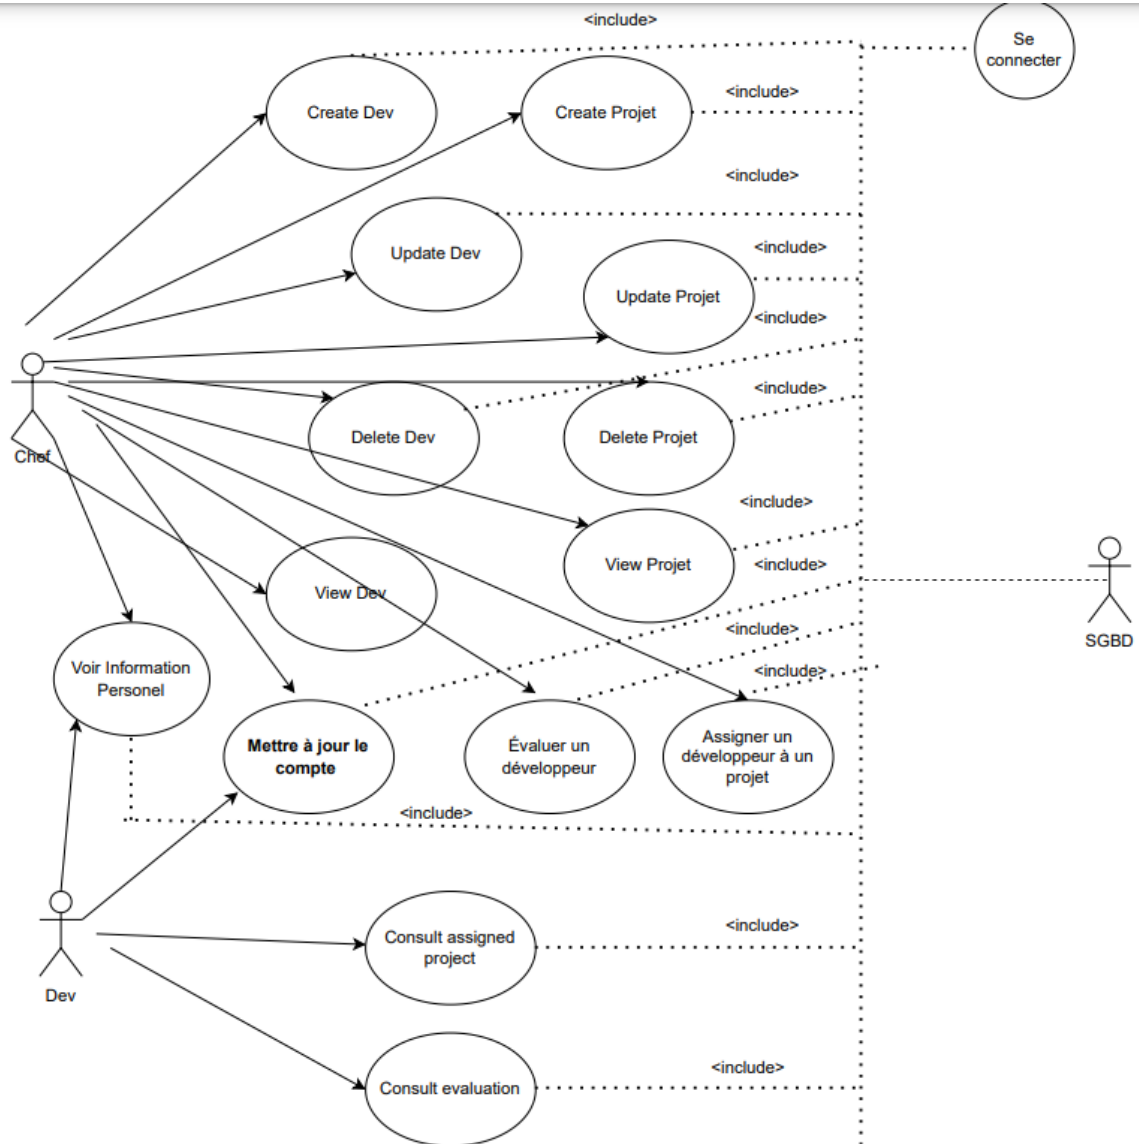 <include>
Se
connecter
Create Dev
Create Projet
<include>
<include>
Update Dev
<include>
Update Projet
<include>
<include>
Chef
Delete Dev
Delete Projet
<include>
View Projet
<include>
View Dev
<include>
SGBD
Voir Information
Personel
<include>
Mettre à jour le
compte
Évaluer un
développeur
Assigner un
développeur à un
projet
<include>
Consult assigned
project
<include>
Dev
<include>
Consult evaluation